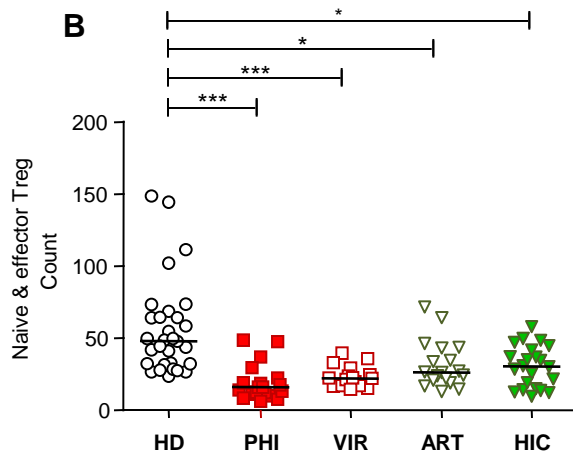 B
*
*
***
***
Naive & effector Treg
Count
200
150
100
50
0
HD PHI VIR ART HIC